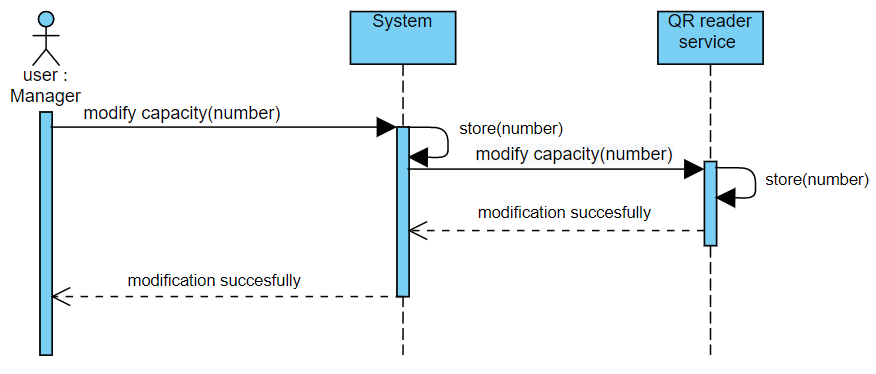 System
QR reader
service
user :
Manager
modify capacity(number)
store(number)
modify capacity(number)
store(number)
modification succesfully
modification succesfully